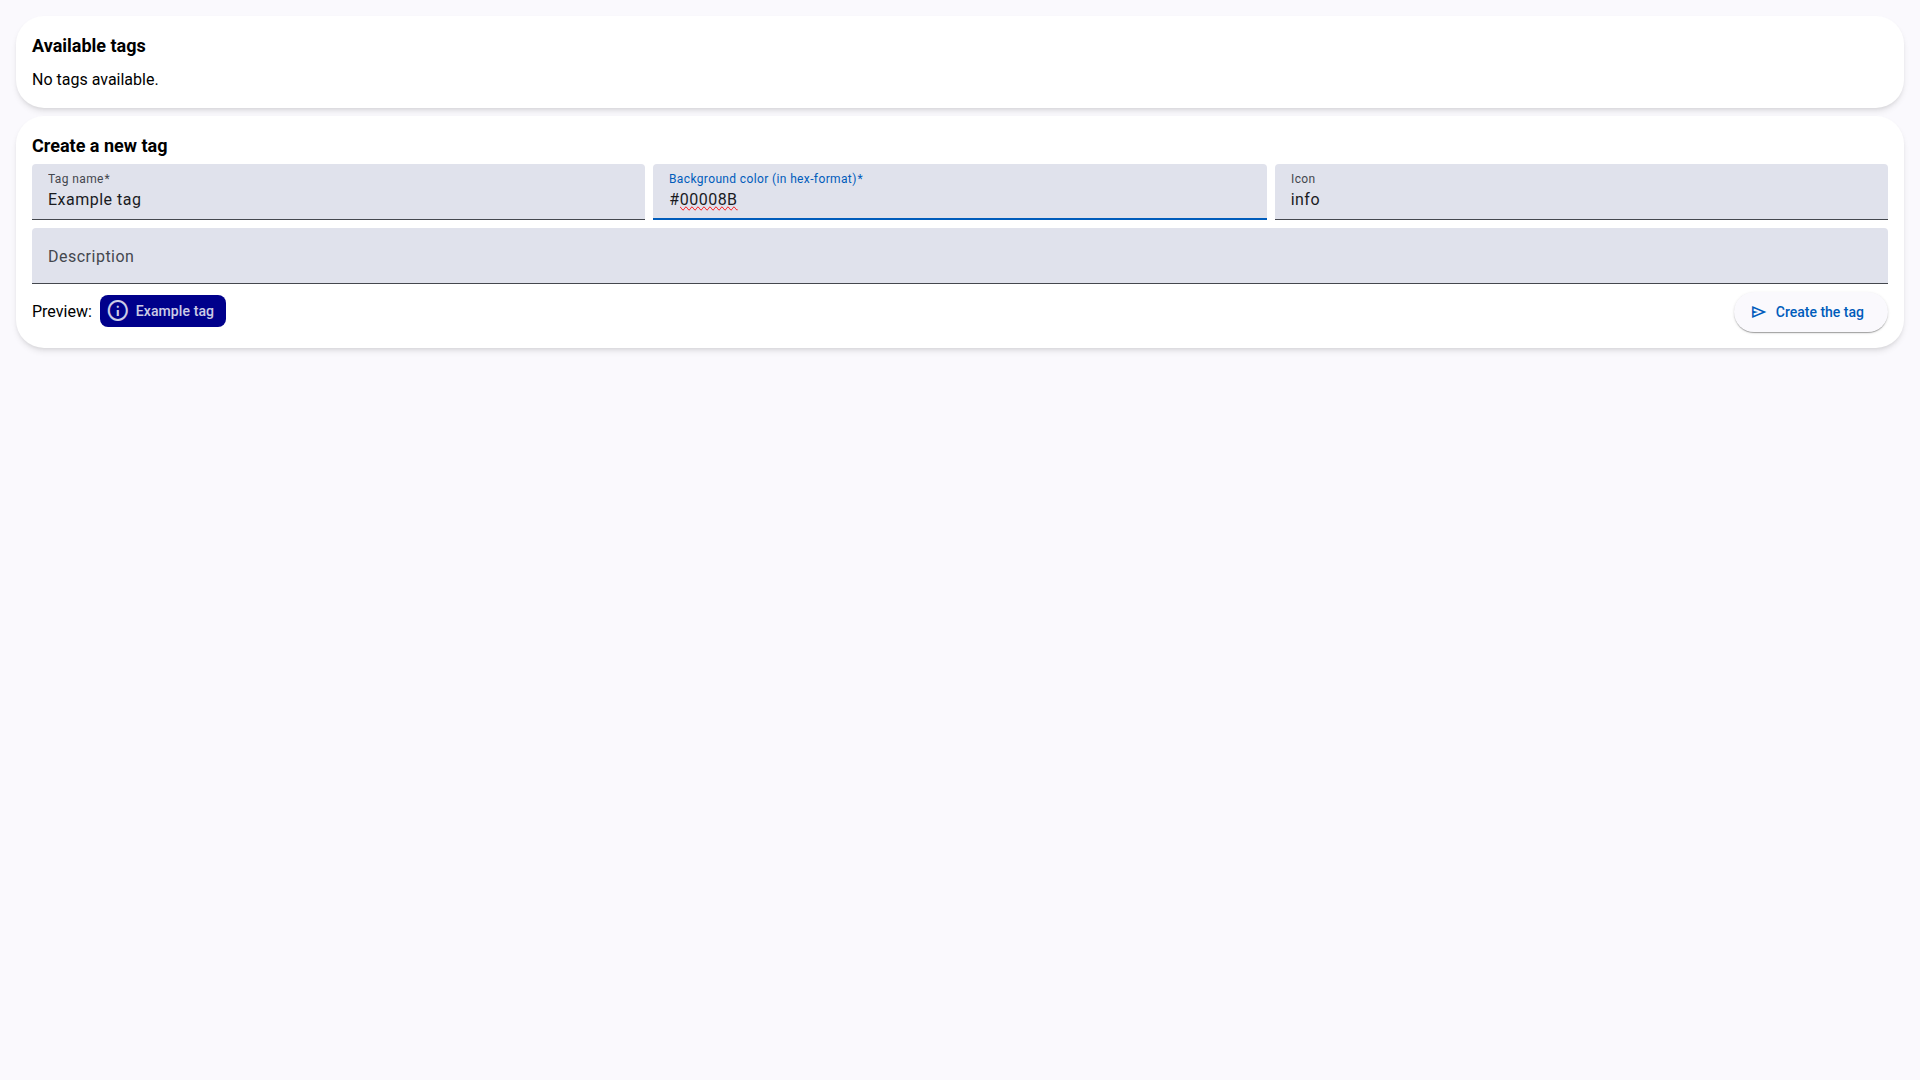 Available tags
No tags available.
Create a new tag
Tag name*
Example tag
Background color (in hex-format)*
#00008B
Icon
info
Description
Preview: Example tag
Create the tag